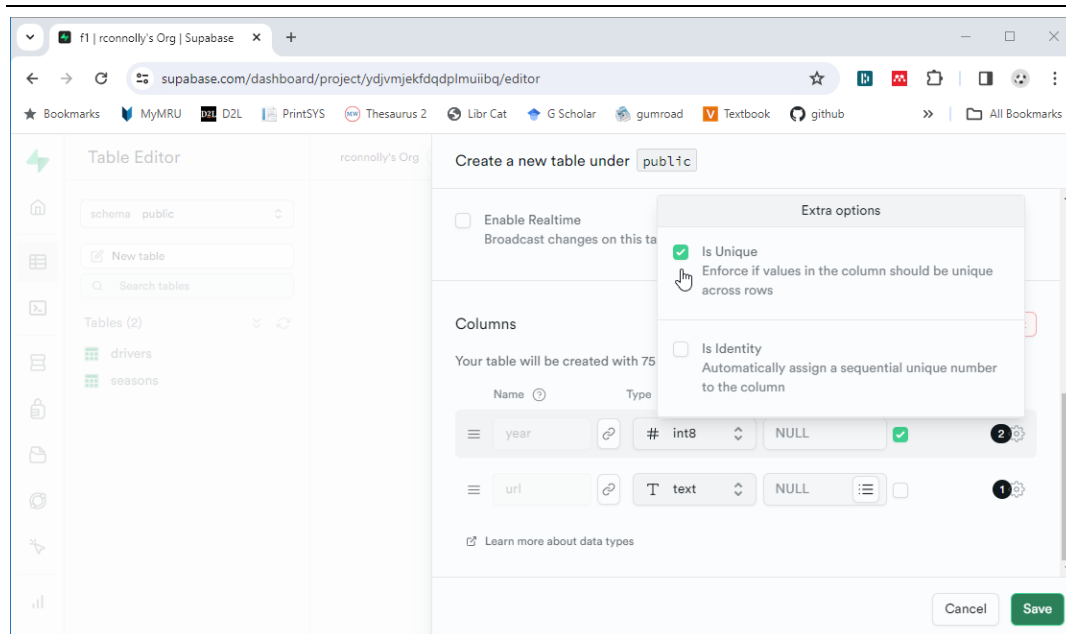 f1 | rconnolly's Org | Supabase
supabase.com/dashboard/project/ydjvmjekfdqdplmuiibq/editor
Bookmarks MyMRU D2L D2L PrintSYS MW Thesaurus 2 Libr Cat G Scholar gumroad V Textbook github » All Bookmarks
Table Editor
rconnolly's Org
schema public
New table
Search tables
Tables (2)
drivers
seasons
Create a new table under public
Enable Realtime
Broadcast changes on this ta
Extra options
Is Unique
Enforce if values in the column should be unique
across rows
Is Identity
Automatically assign a sequential unique number
to the column
Columns
Your table will be created with 75
Name Type
year # int8 NULL 2
url T text NULL 1
Learn more about data types
Cancel Save